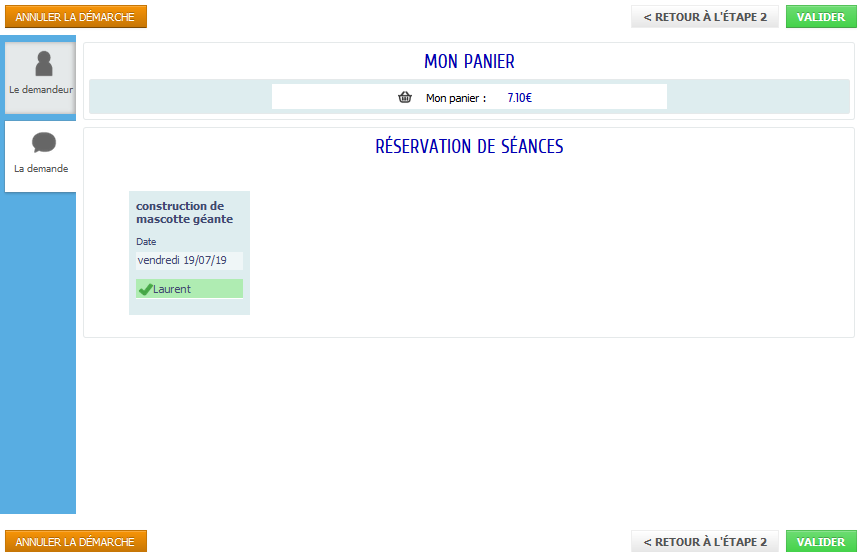 ANNULER LA DÉMARCHE
< RETOUR À L'ÉTAPE 2
VALIDER
Le demandeur
La demande
MON PANIER
Mon panier : 7.10€
RÉSERVATION DE SÉANCES
construction de
mascotte géante
Date
vendredi 19/07/19
Laurent
ANNULER LA DÉMARCHE
< RETOUR À L'ÉTAPE 2
VALIDER